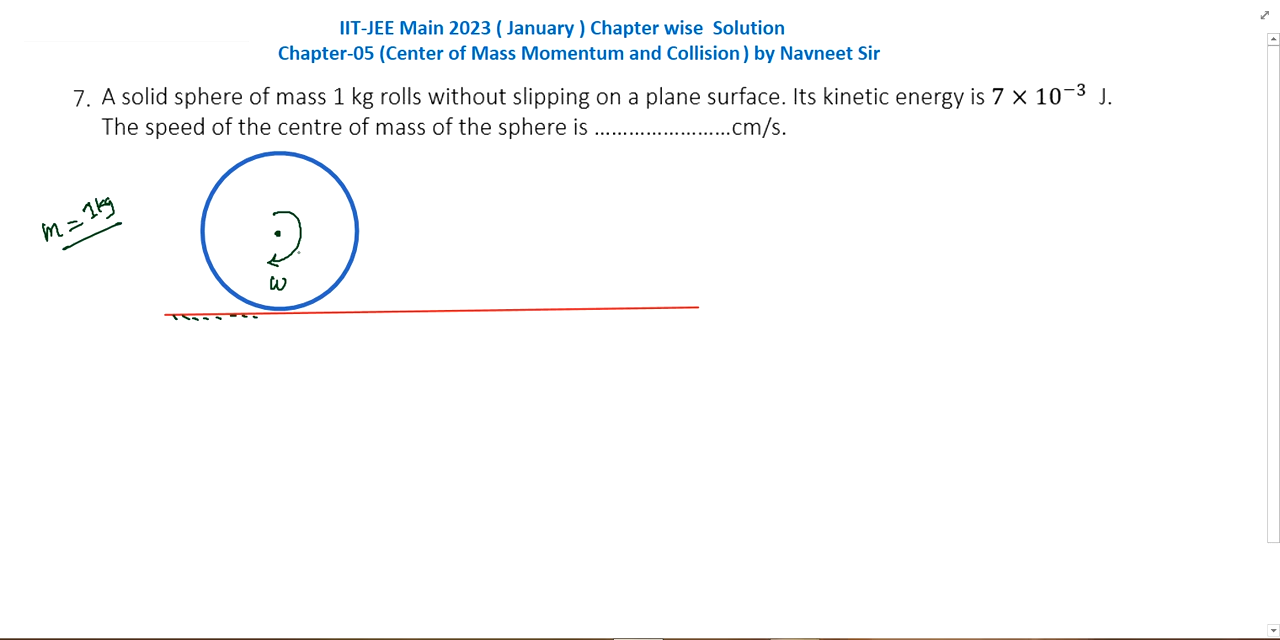 IIT-JEE Main 2023 ( January ) Chapter wise  Solution
Chapter-05 (Center of Mass Momentum and Collision) by Navneet Sir
7. A solid sphere of mass 1 kg rolls without slipping on a plane surface. Its kinetic energy is 7 × 10⁻³ J.
The speed of the centre of mass of the sphere is ........................cm/s.
m = 1kg
ω